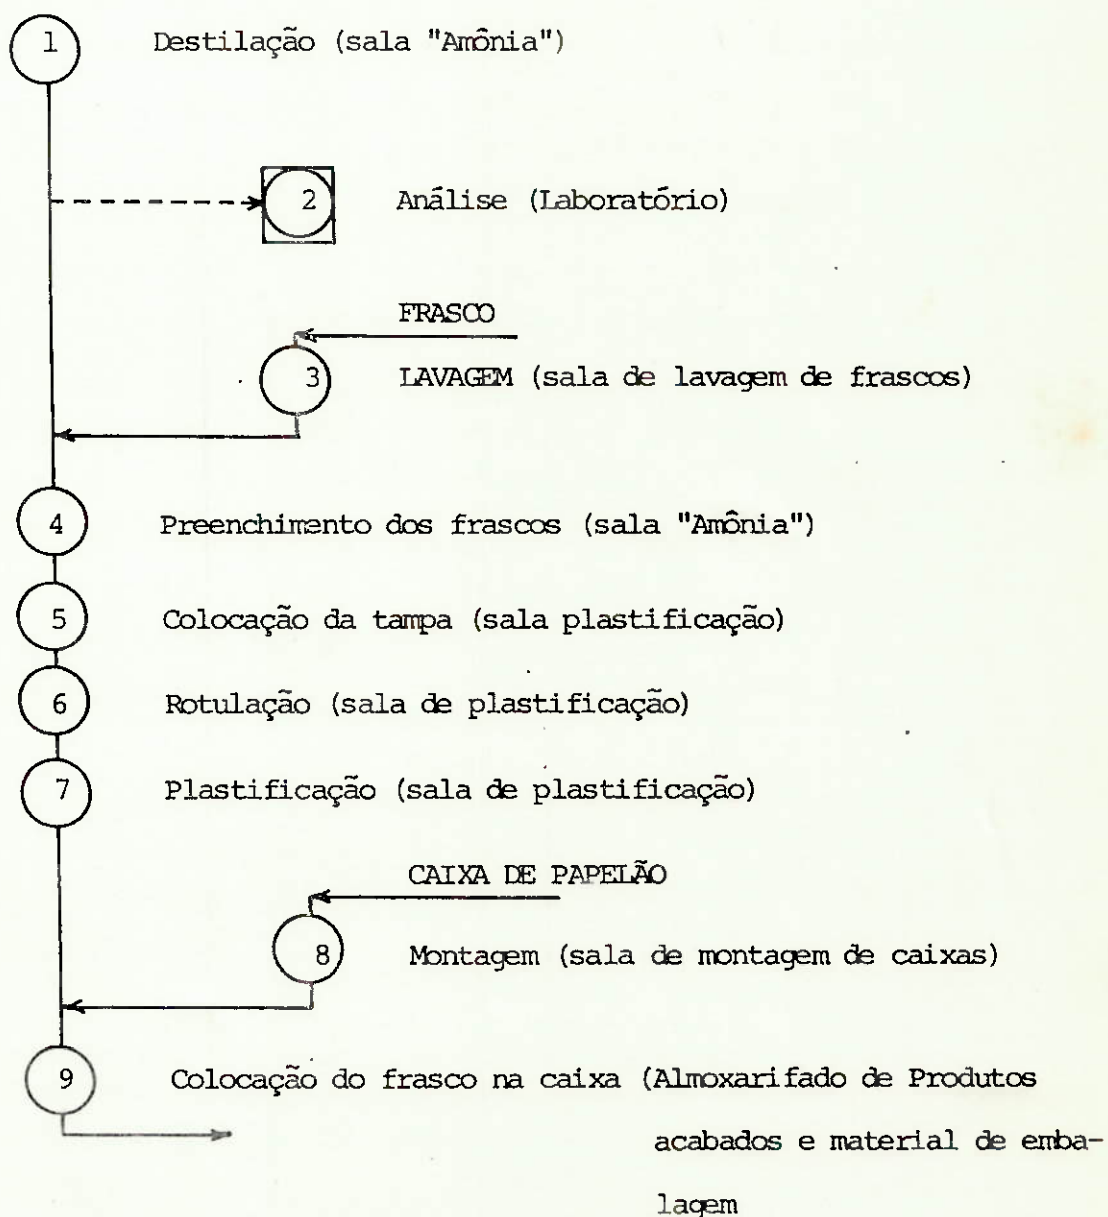 1 Destilação (sala "Amônia")
2 Análise (Laboratório)
FRASCO
3 LAVAGEM (sala de lavagem de frascos)
4 Preenchimento dos frascos (sala "Amônia")
5 Colocação da tampa (sala plastificação)
6 Rotulação (sala de plastificação)
7 Plastificação (sala de plastificação)
CAIXA DE PAPELÃO
8 Montagem (sala de montagem de caixas)
9 Colocação do frasco na caixa (Almoxarifado de Produtos
acabados e material de emba-
lagem